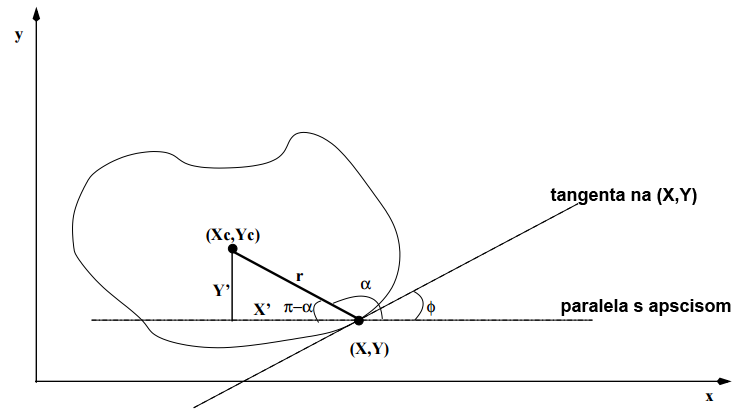 y
tangenta na (X,Y)
(Xc,Yc)
r
α
Y'
X'
π−α
ϕ
paralela s apscisom
(X,Y)
x